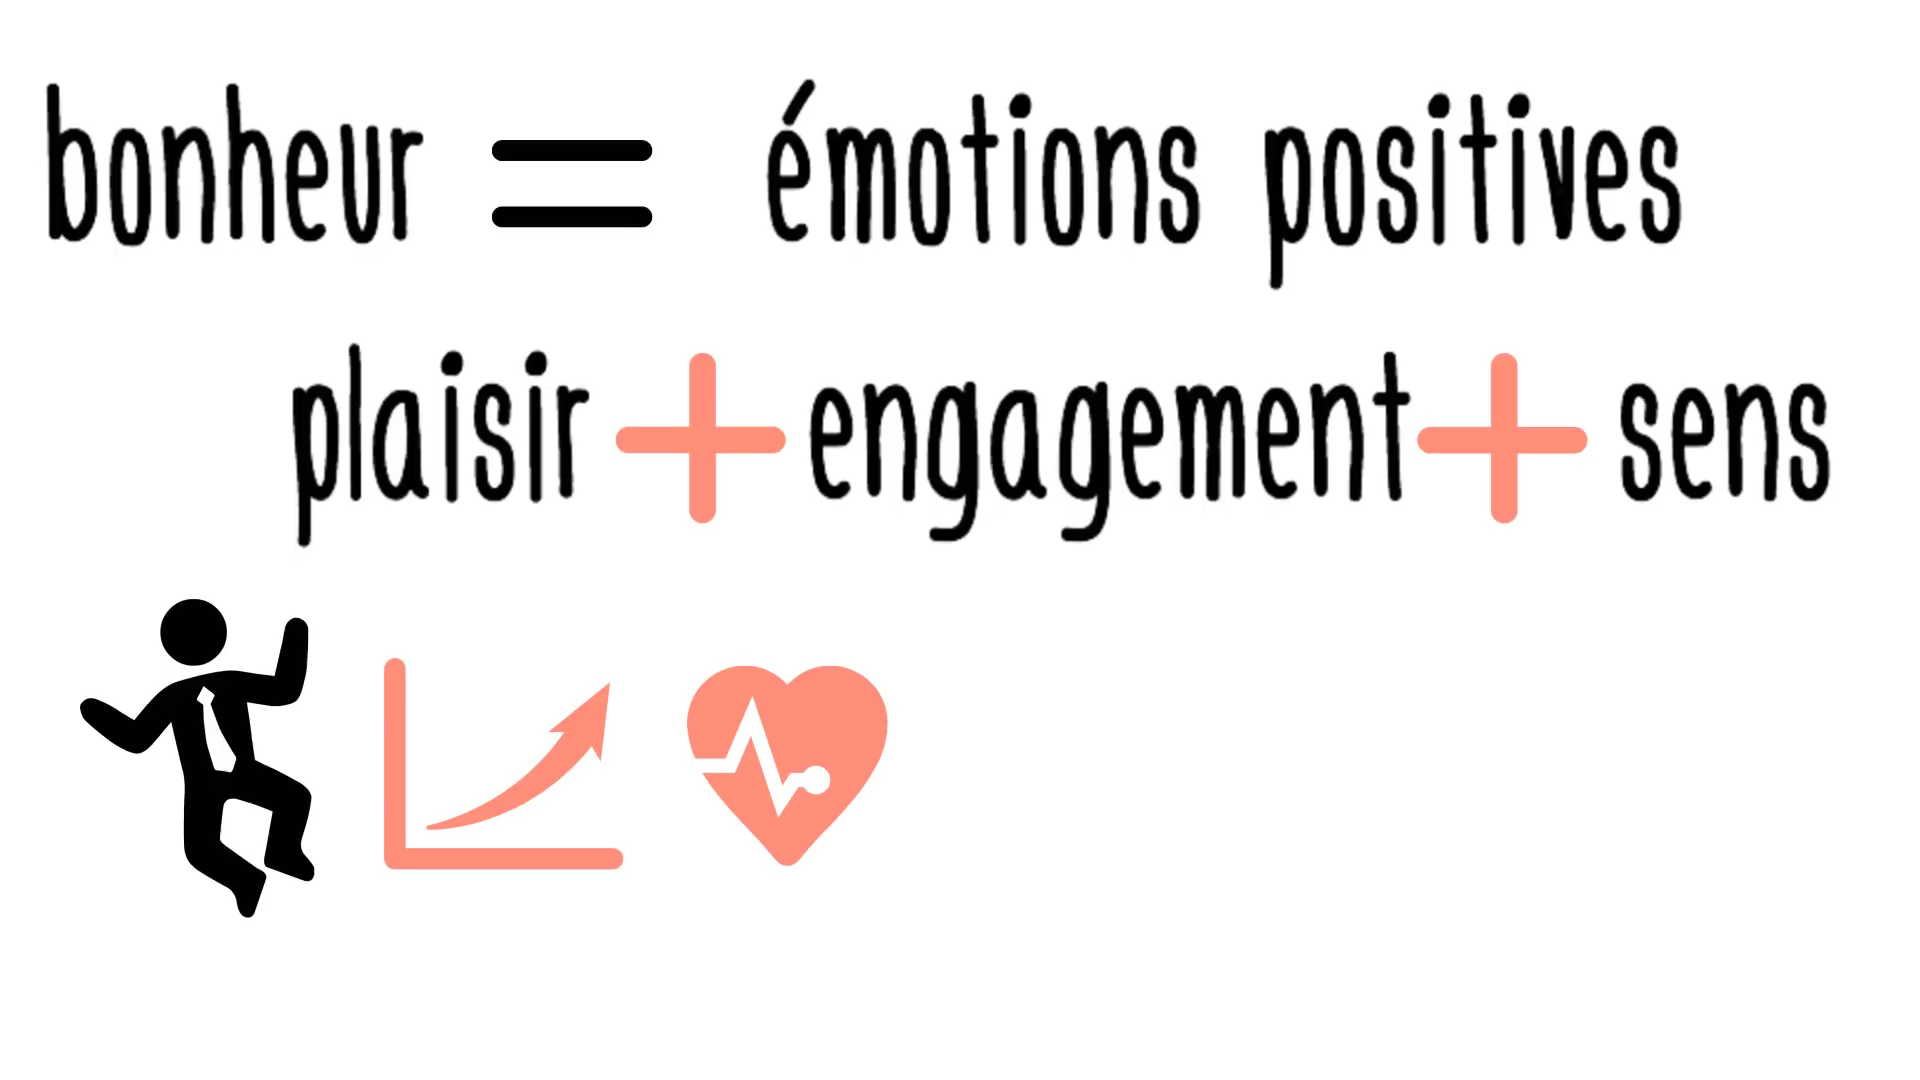 bonheur = émotions positives
plaisir + engagement + sens